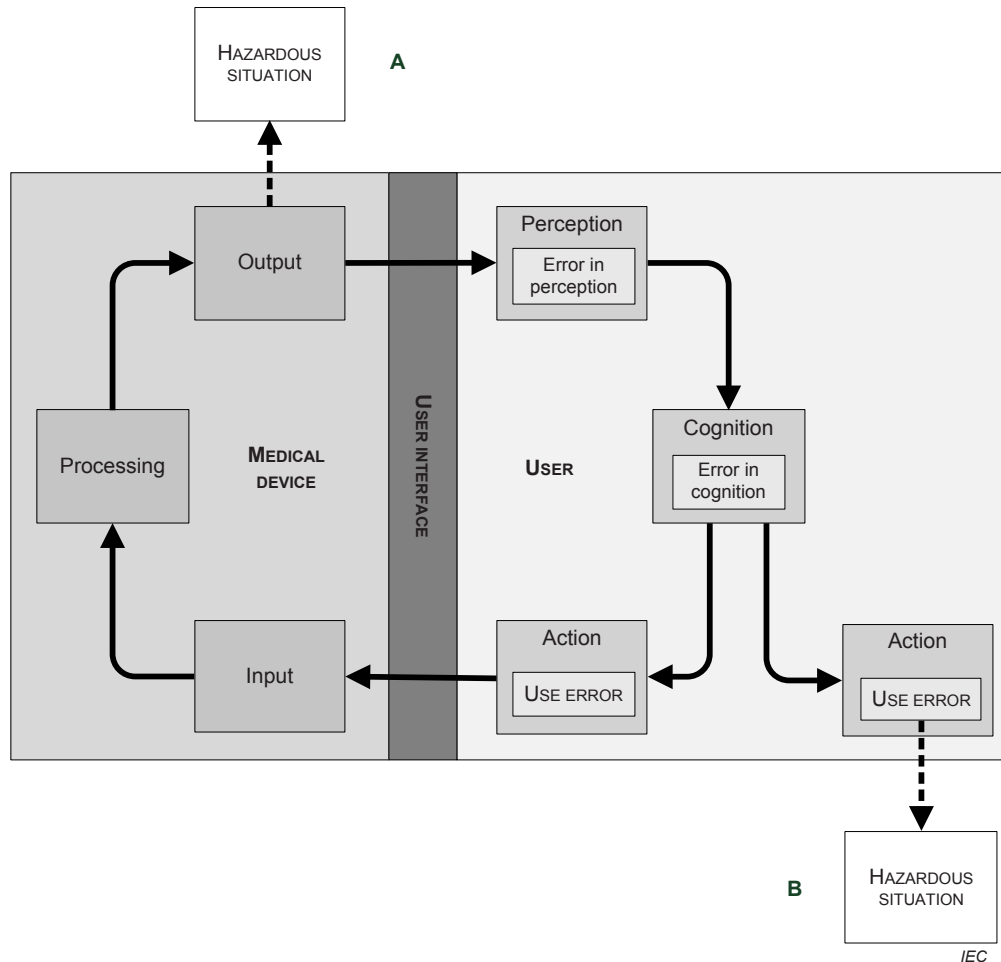 HAZARDOUS
SITUATION
A
Output
Perception
Error in
perception
Processing
MEDICAL
DEVICE
USER INTERFACE
USER
Cognition
Error in
cognition
Input
Action
USE ERROR
Action
USE ERROR
B
HAZARDOUS
SITUATION
IEC